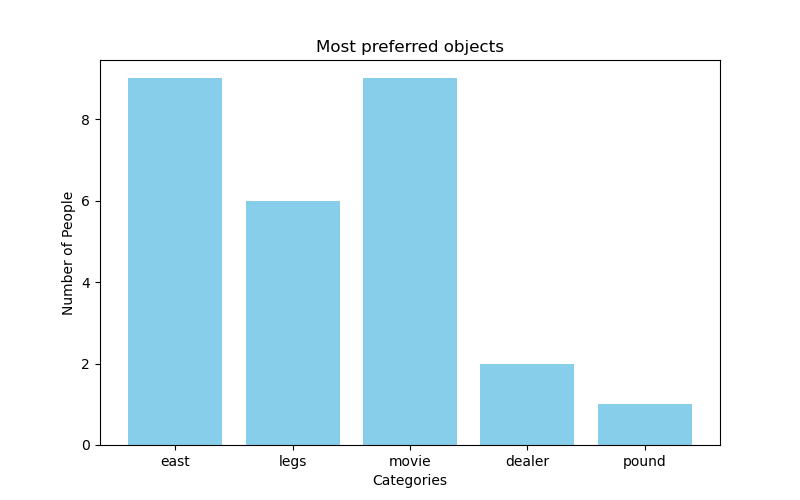 Most preferred objects
Number of People
8
6
4
2
0
east legs movie dealer pound
Categories